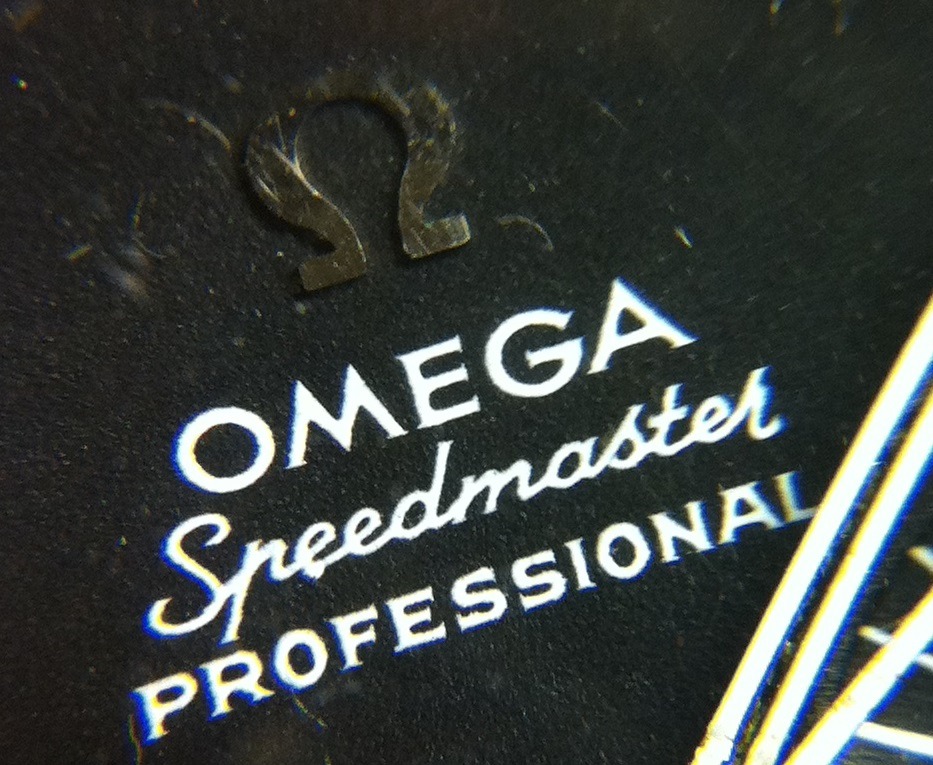 Ω
OMEGA
Speedmaster
PROFESSIONAL